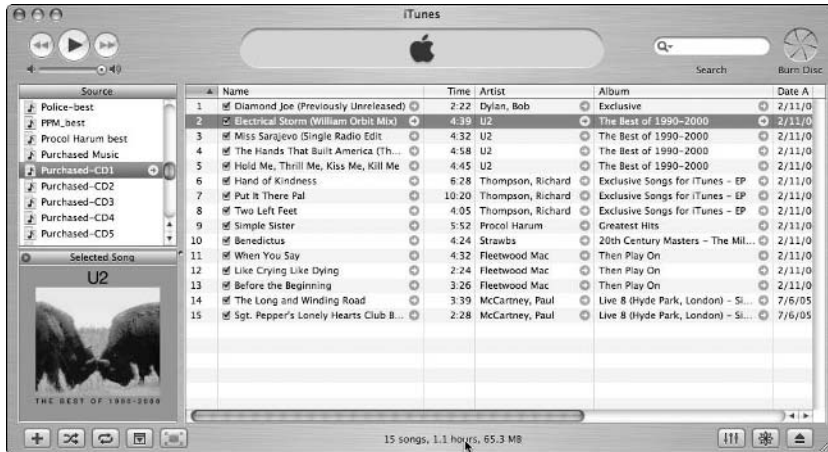 iTunes
Search
Burn Disc
Source
Police-best
PPM_best
Procol Harum best
Purchased Music
Purchased-CD1
Purchased-CD2
Purchased-CD3
Purchased-CD4
Purchased-CD5
Selected Song
U2
THE BEST OF 1990-2000
Name Time Artist Album Date A
1 Diamond Joe (Previously Unreleased) 2:22 Dylan, Bob Exclusive 2/11/0
2 Electrical Storm (William Orbit Mix) 4:39 U2 The Best of 1990-2000 2/11/0
3 Miss Sarajevo (Single Radio Edit 4:32 U2 The Best of 1990-2000 2/11/0
4 The Hands That Built America (Th... 4:58 U2 The Best of 1990-2000 2/11/0
5 Hold Me, Thrill Me, Kiss Me, Kill Me 4:45 U2 The Best of 1990-2000 2/11/0
6 Hand of Kindness 6:28 Thompson, Richard Exclusive Songs for iTunes - EP 2/11/0
7 Put It There Pal 10:20 Thompson, Richard Exclusive Songs for iTunes - EP 2/11/0
8 Two Left Feet 4:05 Thompson, Richard Exclusive Songs for iTunes - EP 2/11/0
9 Simple Sister 5:52 Procol Harum Greatest Hits 2/11/0
10 Benedictus 4:24 Strawbs 20th Century Masters - The Mil... 2/11/0
11 When You Say 4:32 Fleetwood Mac Then Play On 2/11/0
12 Like Crying Like Dying 2:24 Fleetwood Mac Then Play On 2/11/0
13 Before the Beginning 3:26 Fleetwood Mac Then Play On 2/11/0
14 The Long and Winding Road 3:39 McCartney, Paul Live 8 (Hyde Park, London) - Si... 7/6/05
15 Sgt. Pepper's Lonely Hearts Club B... 2:28 McCartney, Paul Live 8 (Hyde Park, London) - Si... 7/6/05
15 songs, 1.1 hours, 65.3 MB